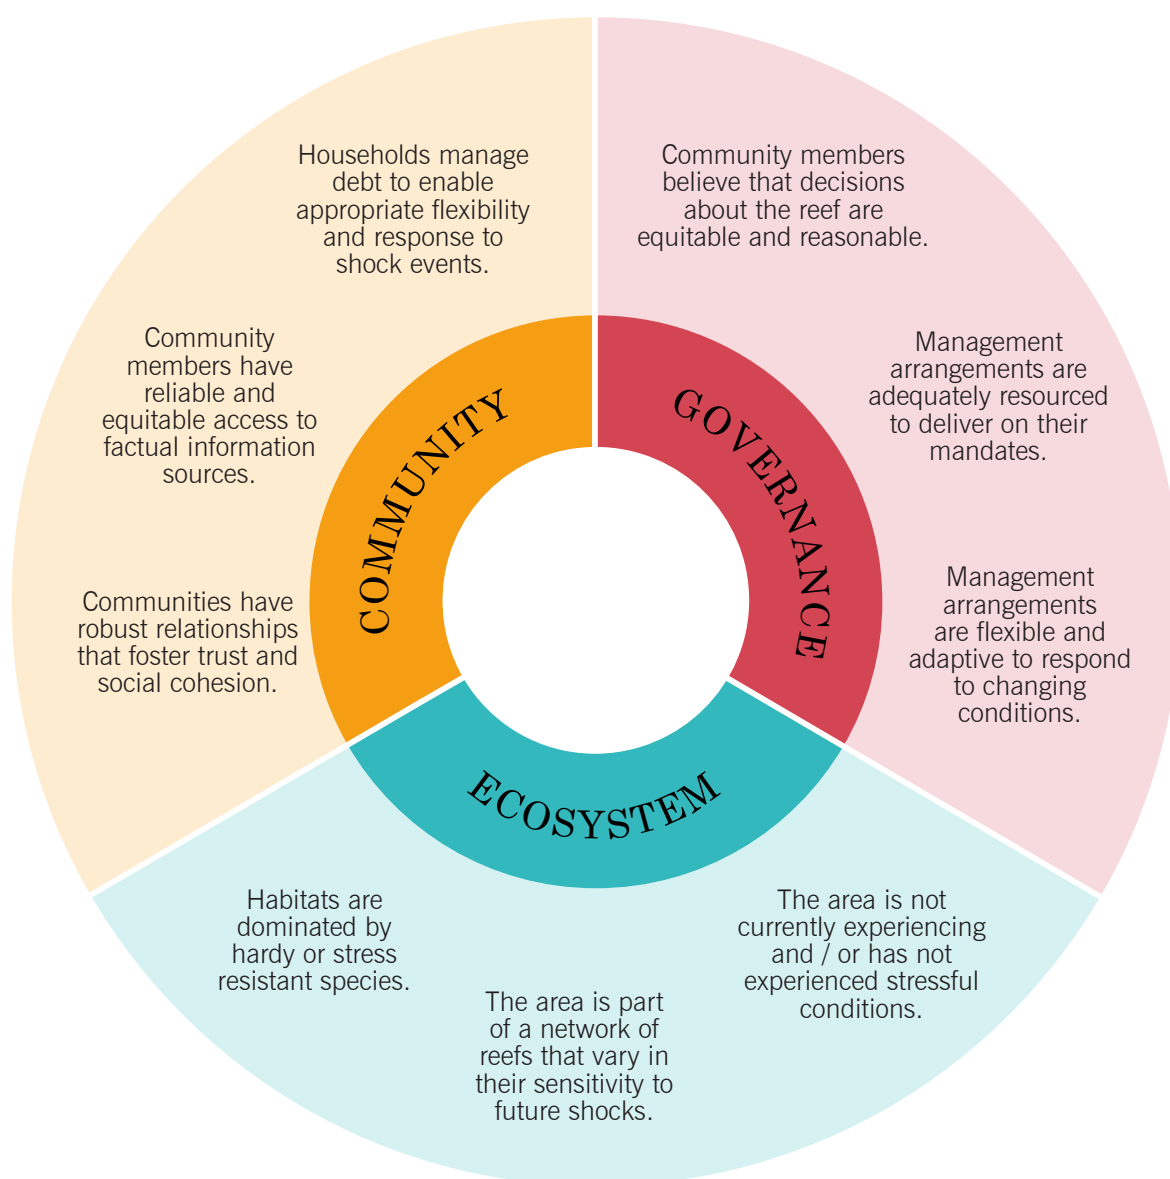 Households manage
debt to enable
appropriate flexibility
and response to
shock events.
Community members
believe that decisions
about the reef are
equitable and reasonable.
Community
members have
reliable and
equitable access to
factual information
sources.
Management
arrangements are
adequately resourced
to deliver on their
mandates.
COMMUNITY
GOVERNANCE
Communities have
robust relationships
that foster trust and
social cohesion.
Management
arrangements
are flexible and
adaptive to respond
to changing
conditions.
ECOSYSTEM
Habitats are
dominated by
hardy or stress
resistant species.
The area is part
of a network of
reefs that vary in
their sensitivity to
future shocks.
The area is not
currently experiencing
and / or has not
experienced stressful
conditions.